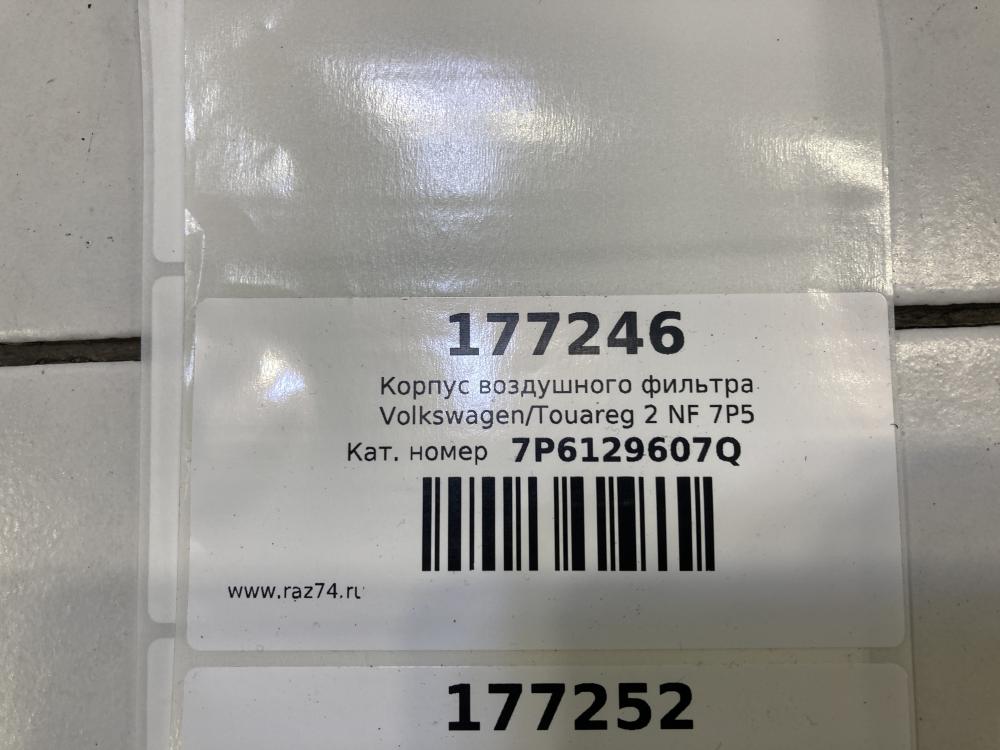 177246
Корпус воздушного фильтра
Volkswagen/Touareg 2 NF 7P5
Кат. номер 7P6129607Q
www.raz74.ru
177252